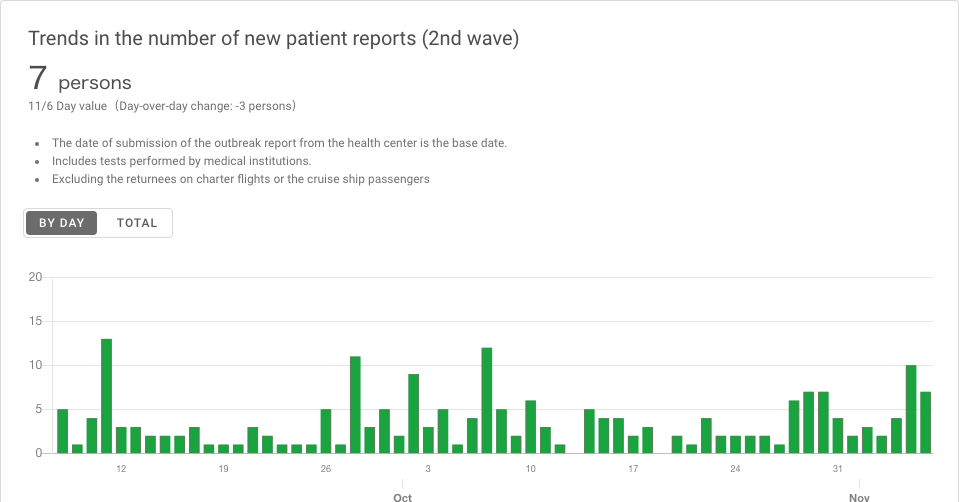 Trends in the number of new patient reports (2nd wave)
7 persons
11/6 Day value（Day-over-day change: -3 persons）
• The date of submission of the outbreak report from the health center is the base date.
• Includes tests performed by medical institutions.
• Excluding the returnees on charter flights or the cruise ship passengers
BY DAY TOTAL
20
15
10
5
0
12 19 26 3 10 17 24 31
Oct Nov